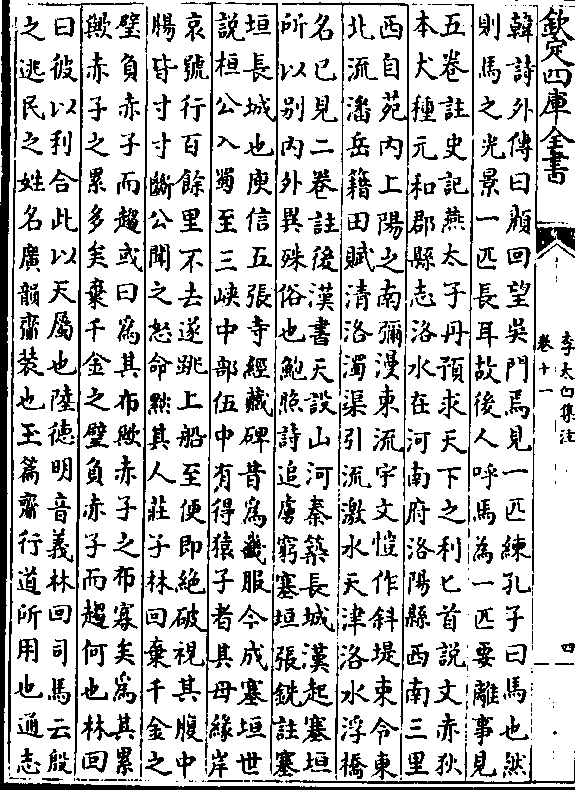 欽定四庫全書
李太白集注
卷十一
四
韓詩外傳曰顔回望吳門焉見一匹練孔子曰馬也然
則馬之光景一匹長耳故後人呼馬為一匹要離事見
五卷註史記燕太子丹預求天下之利匕首說文赤狄
本犬種元和郡縣志洛水在河南府洛陽縣西南三里
西自苑內上陽之南彌漫東流宇文愷作斜堤束令東
北流潘岳籍田賦清洛濁渠引流激水天津洛水浮橋
名已見二卷註後漢書天設山河秦築長城漢起塞垣
所以別內外異殊俗也鮑照詩追虜窮塞垣張銑註塞
垣長城也庾信五張寺經藏碑昔為畿服今成塞垣世
說桓公入蜀至三峽中部伍中有得猿子者其母緣岸
哀號行百餘里不去遂跳上船至便即絕破視其腹中
腸皆寸寸斷公聞之怒命黜其人莊子林回棄千金之
璧負赤子而趨或曰為其布歟赤子之布寡矣為其累
歟赤子之累多矣棄千金之璧負赤子而趨何也林回
曰彼以利合此以天屬也陸德明音義林回司馬云殷
之逃民之姓名廣韻齎裝也玉篇齎行道所用也通志